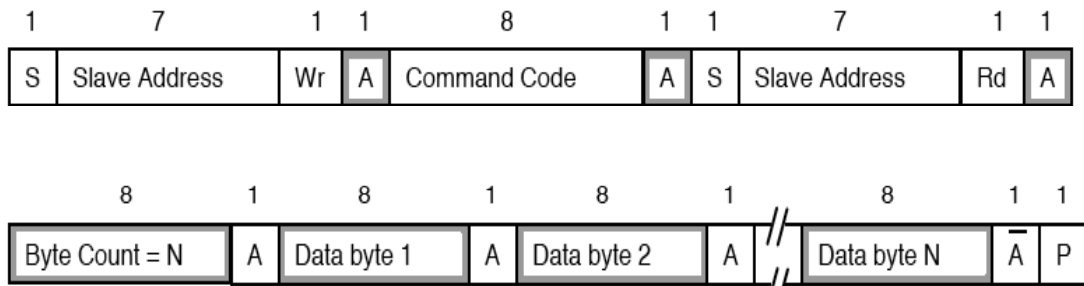 1 7 1 1 8 1 1 7 1 1
S Slave Address Wr A Command Code A S Slave Address Rd A
8 1 8 1 8 1 8 1 1
Byte Count = N A Data byte 1 A Data byte 2 A // Data byte N A̅ P